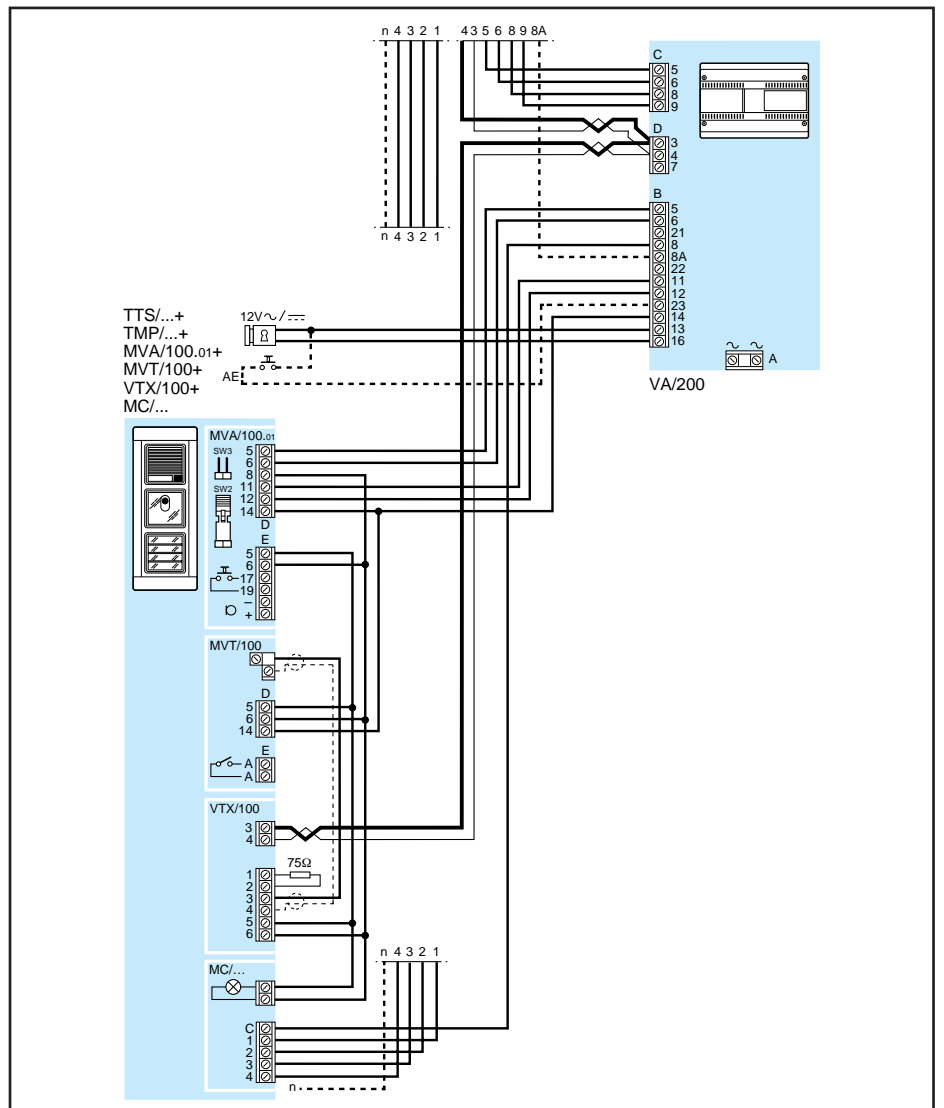 n 4 3 2 1
4 3 5 6 8 9 8A
C
5
6
8
9
D
3
4
7
B
5
6
21
8
8A
22
11
12
23
14
13
16
A
VA/200
n 4 3 2 1
TTS/...+
TMP/...+
MVA/100.01+
MVT/100+
VTX/100+
MC/...
12V
AE
MVA/100.01
SW3
SW2
5
6
8
11
12
14
D
E
5
6
17
19
–
+
MVT/100
D
5
6
14
E
A
A
VTX/100
3
4
75Ω
1
2
3
4
5
6
n 4 3 2 1
MC/...
C
1
2
3
4
n